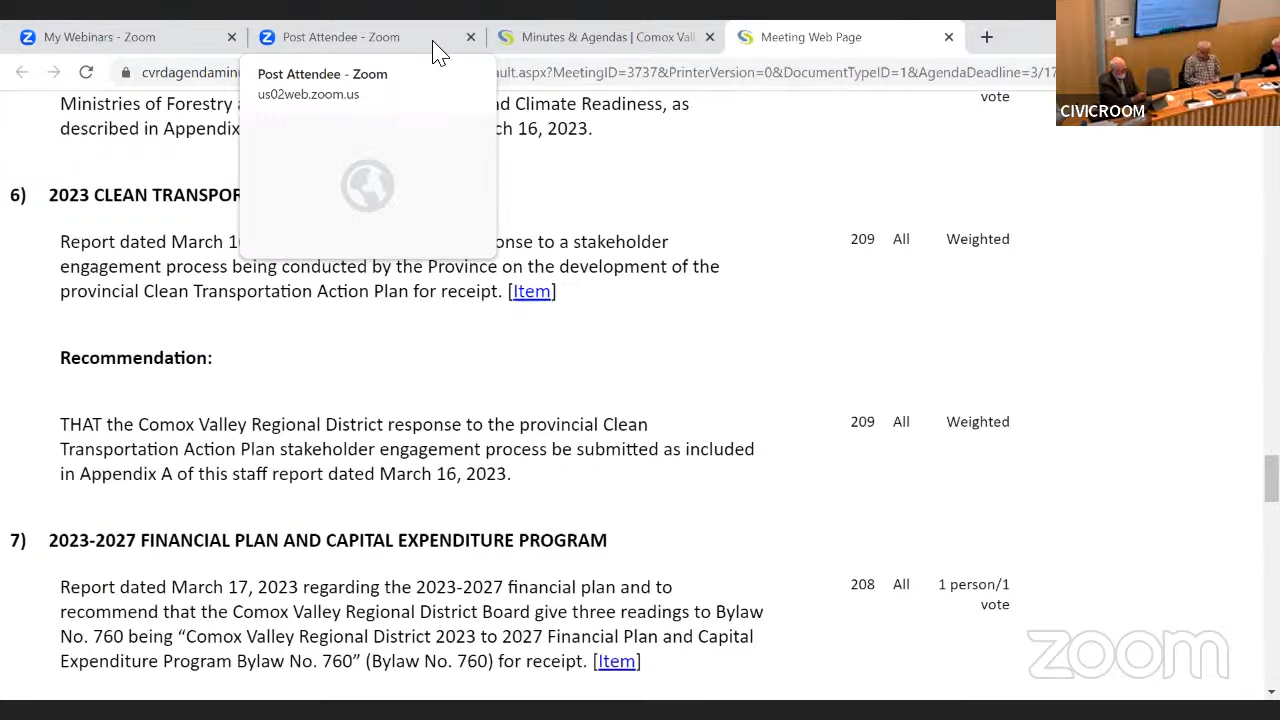 My Webinars - Zoom
Post Attendee - Zoom
Minutes & Agendas | Comox Val
Meeting Web Page
cvrdagendaminu
ault.aspx?MeetingID=3737&PrinterVersion=0&DocumentTypeID=1&AgendaDeadline=3/17
Post Attendee - Zoom
us02web.zoom.us
CIVICROOM
Ministries of Forestry
nd Climate Readiness, as
vote
described in Appendix
ch 16, 2023.
6) 2023 CLEAN TRANSPOR
Report dated March 1
onse to a stakeholder
209 All Weighted
engagement process being conducted by the Province on the development of the
provincial Clean Transportation Action Plan for receipt. [Item]
Recommendation:
THAT the Comox Valley Regional District response to the provincial Clean
209 All Weighted
Transportation Action Plan stakeholder engagement process be submitted as included
in Appendix A of this staff report dated March 16, 2023.
7) 2023-2027 FINANCIAL PLAN AND CAPITAL EXPENDITURE PROGRAM
Report dated March 17, 2023 regarding the 2023-2027 financial plan and to
208 All 1 person/1
recommend that the Comox Valley Regional District Board give three readings to Bylaw
vote
No. 760 being “Comox Valley Regional District 2023 to 2027 Financial Plan and Capital
Expenditure Program Bylaw No. 760” (Bylaw No. 760) for receipt. [Item]
zoom